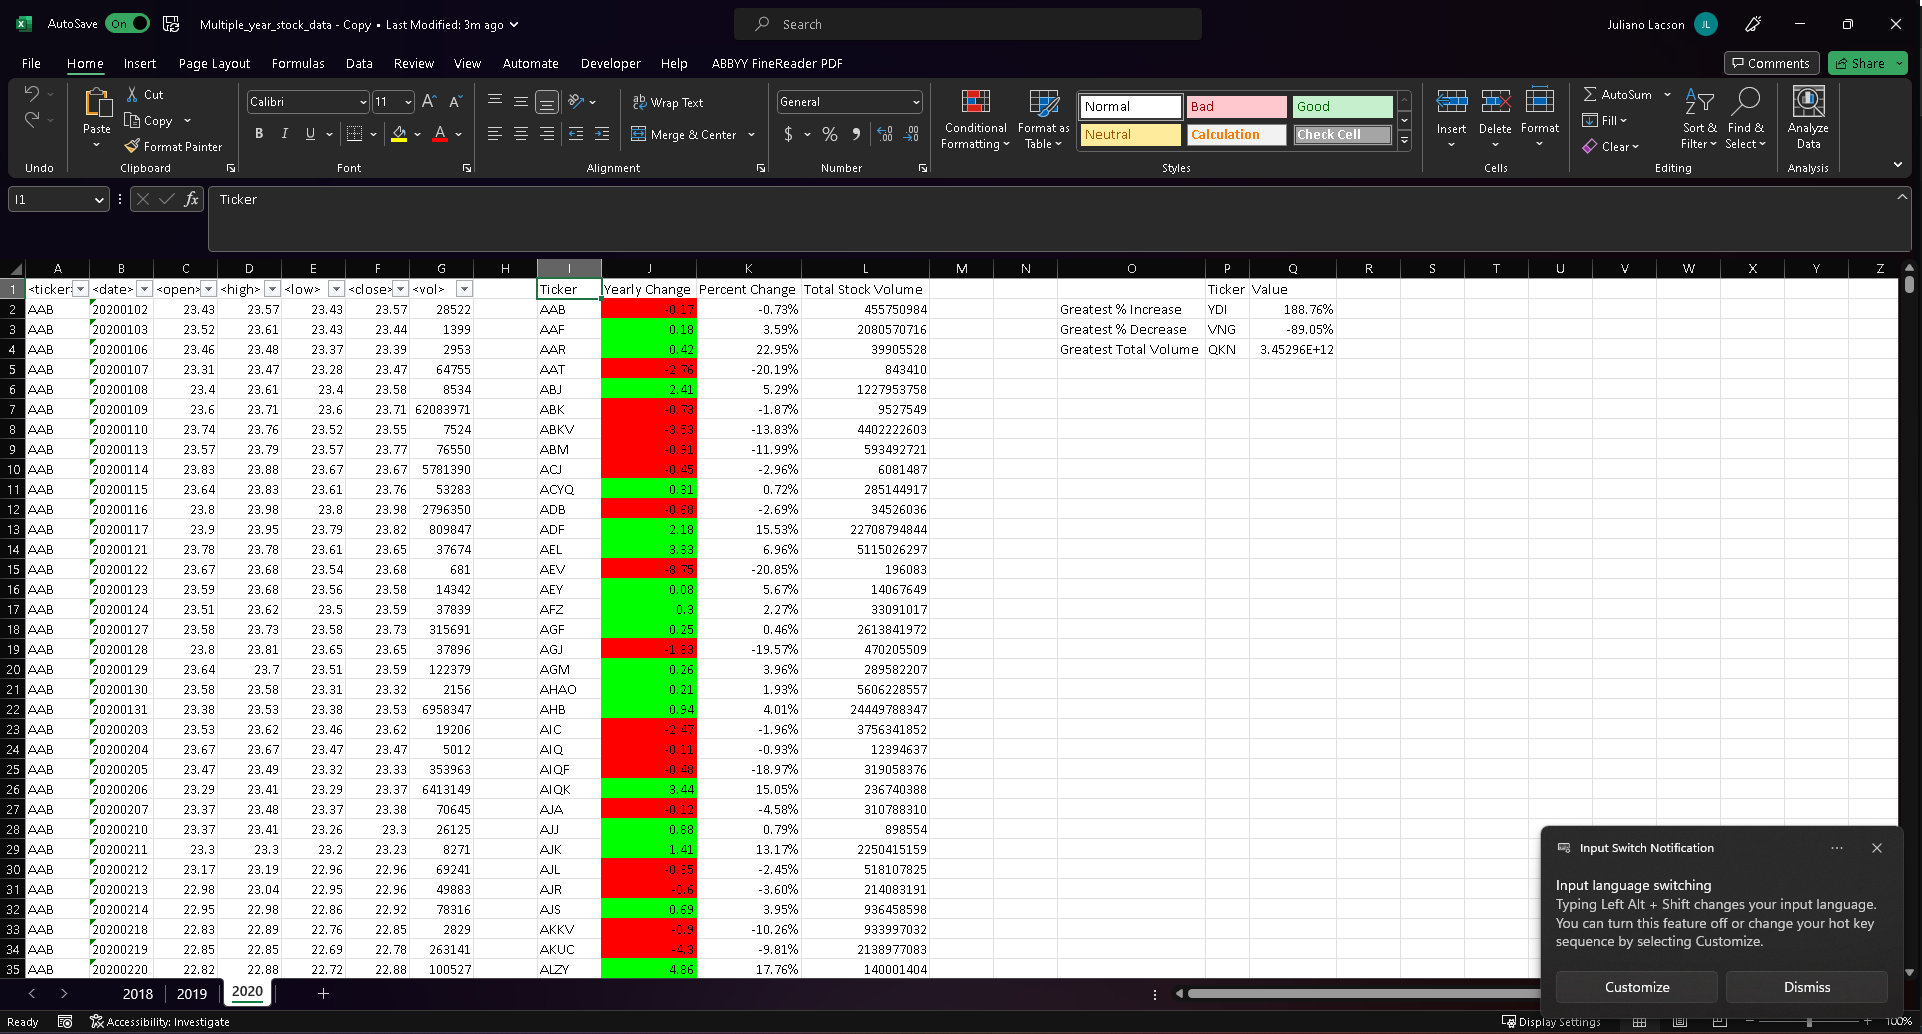 AutoSave On Multiple_year_stock_data - Copy • Last Modified: 3m ago Search Juliano Lacson JL
File Home Insert Page Layout Formulas Data Review View Automate Developer Help ABBYY FineReader PDF Comments Share
Paste Cut Copy Format Painter
Calibri 11 B I U A
Wrap Text Merge & Center
General $ % 9
Conditional Formatting Format as Table
Normal Bad Good
Neutral Calculation Check Cell
Insert Delete Format
AutoSum Fill Clear
Sort & Filter Find & Select
Analyze Data
Undo Clipboard Font Alignment Number Styles Cells Editing Analysis
I1 fx Ticker
A B C D E F G H I J K L M N O P Q R S T U V W X Y Z
1 <ticker> <date> <open> <high> <low> <close> <vol> Ticker Yearly Change Percent Change Total Stock Volume Ticker Value
2 AAB 20200102 23.43 23.57 23.43 23.57 28522 AAB -0.17 -0.73% 455750984 Greatest % Increase YDI 188.76%
3 AAB 20200103 23.52 23.61 23.43 23.44 1399 AAF 0.18 3.59% 2080570716 Greatest % Decrease VNG -89.05%
4 AAB 20200106 23.46 23.48 23.37 23.39 2953 AAR 0.42 22.95% 39905528 Greatest Total Volume QKN 3.45296E+12
5 AAB 20200107 23.31 23.47 23.28 23.47 64755 AAT -2.76 -20.19% 843410
6 AAB 20200108 23.4 23.61 23.4 23.58 8534 ABJ 2.41 5.29% 1227953758
7 AAB 20200109 23.6 23.71 23.6 23.71 62083971 ABK -0.73 -1.87% 9527549
8 AAB 20200110 23.74 23.76 23.52 23.55 7524 ABKV -3.53 -13.83% 4402222603
9 AAB 20200113 23.57 23.79 23.57 23.77 76550 ABM -0.91 -11.99% 593492721
10 AAB 20200114 23.83 23.88 23.67 23.67 5781390 ACJ -0.45 -2.96% 6081487
11 AAB 20200115 23.64 23.83 23.61 23.76 53283 ACYQ 0.31 0.72% 285144917
12 AAB 20200116 23.8 23.98 23.8 23.98 2796350 ADB -0.68 -2.69% 34526036
13 AAB 20200117 23.9 23.95 23.79 23.82 809847 ADF 2.18 15.53% 22708794844
14 AAB 20200121 23.78 23.78 23.61 23.65 37674 AEL 3.33 6.96% 5115026297
15 AAB 20200122 23.67 23.68 23.54 23.68 681 AEV -8.75 -20.85% 196083
16 AAB 20200123 23.59 23.68 23.56 23.58 14342 AEY 0.08 5.67% 14067649
17 AAB 20200124 23.51 23.62 23.5 23.59 37839 AFZ 0.3 2.27% 33091017
18 AAB 20200127 23.58 23.73 23.58 23.73 315691 AGF 0.25 0.46% 2613841972
19 AAB 20200128 23.8 23.81 23.65 23.65 37896 AGJ -1.83 -19.57% 470205509
20 AAB 20200129 23.64 23.7 23.51 23.59 122379 AGM 0.26 3.96% 289582207
21 AAB 20200130 23.58 23.58 23.31 23.32 2156 AHAO 0.21 1.93% 5606228557
22 AAB 20200131 23.38 23.53 23.38 23.53 6958347 AHB 0.94 4.01% 24449788347
23 AAB 20200203 23.53 23.62 23.46 23.62 19206 AIC -2.47 -1.96% 3756341852
24 AAB 20200204 23.67 23.67 23.47 23.47 5012 AIQ -0.11 -0.93% 12394637
25 AAB 20200205 23.47 23.49 23.32 23.33 353963 AIQF -0.48 -18.97% 319058376
26 AAB 20200206 23.29 23.41 23.29 23.37 6413149 AIQK 3.44 15.05% 236740388
27 AAB 20200207 23.37 23.48 23.37 23.38 70645 AJA -0.12 -4.58% 310788310
28 AAB 20200210 23.37 23.41 23.26 23.3 26125 AJJ 0.88 0.79% 898554
29 AAB 20200211 23.3 23.3 23.2 23.23 8271 AJK 1.41 13.17% 2250415159
30 AAB 20200212 23.17 23.19 22.96 22.96 69241 AJL -0.35 -2.45% 518107825
31 AAB 20200213 22.98 23.04 22.95 22.96 49883 AJR -0.6 -3.60% 214083191
32 AAB 20200214 22.95 22.98 22.86 22.92 78316 AJS 0.69 3.95% 936458598
33 AAB 20200218 22.83 22.89 22.76 22.85 2829 AKKV -0.9 -10.26% 933997032
34 AAB 20200219 22.85 22.85 22.69 22.78 263141 AKUC -4.3 -9.81% 2138977083
35 AAB 20200220 22.82 22.88 22.72 22.88 100527 ALZY 4.86 17.76% 140001404
Input Switch Notification
Input language switching
Typing Left Alt + Shift changes your input language.
You can turn this feature off or change your hot key
sequence by selecting Customize.
Customize Dismiss
2018 2019 2020
Ready Accessibility: Investigate Display Settings 100%